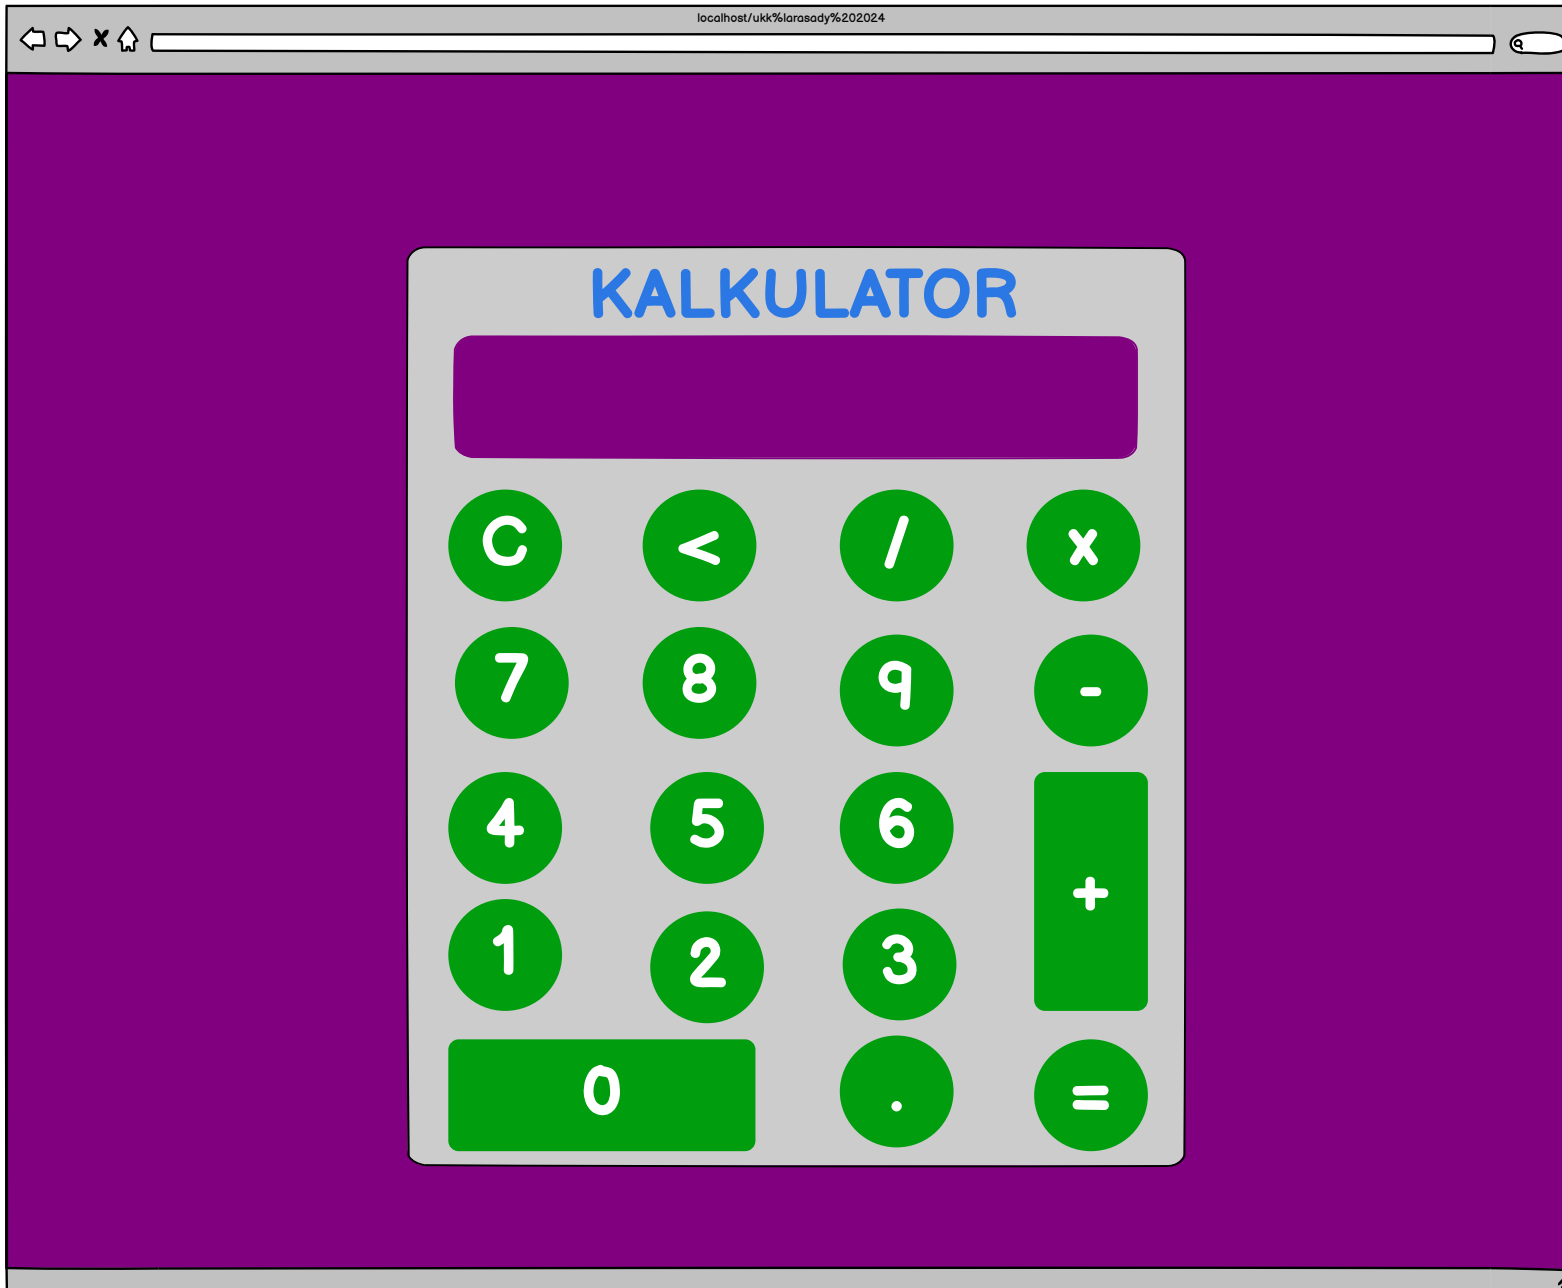 localhost/ukk%larasady%202024
KALKULATOR
C < / x
7 8 9 -
4 5 6
+
1 2 3
0 . =